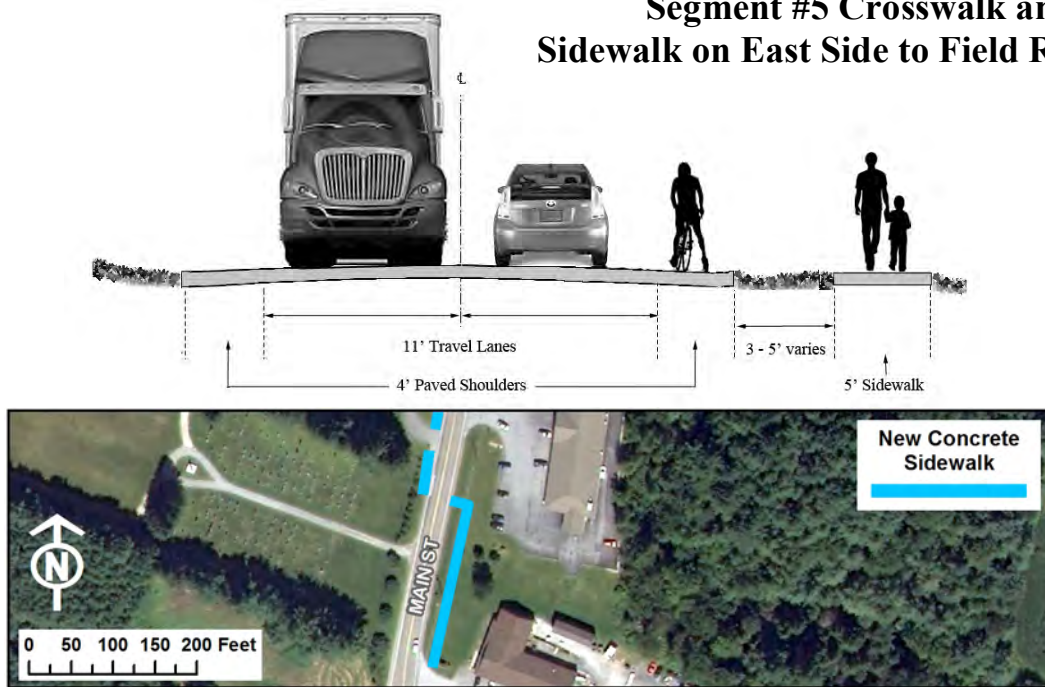 Segment #5 Crosswalk an
Sidewalk on East Side to Field R
℄
11' Travel Lanes
3 - 5' varies
4' Paved Shoulders
5' Sidewalk
New Concrete
Sidewalk
MAIN ST
N
0 50 100 150 200 Feet